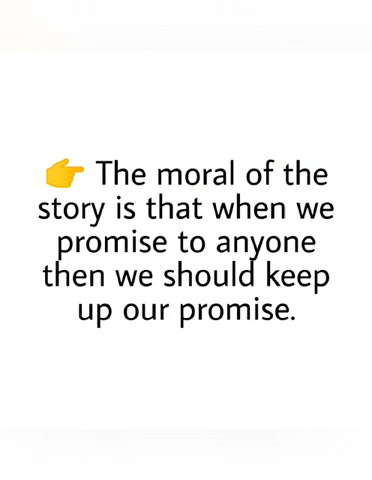 👉 The moral of the
story is that when we
promise to anyone
then we should keep
up our promise.